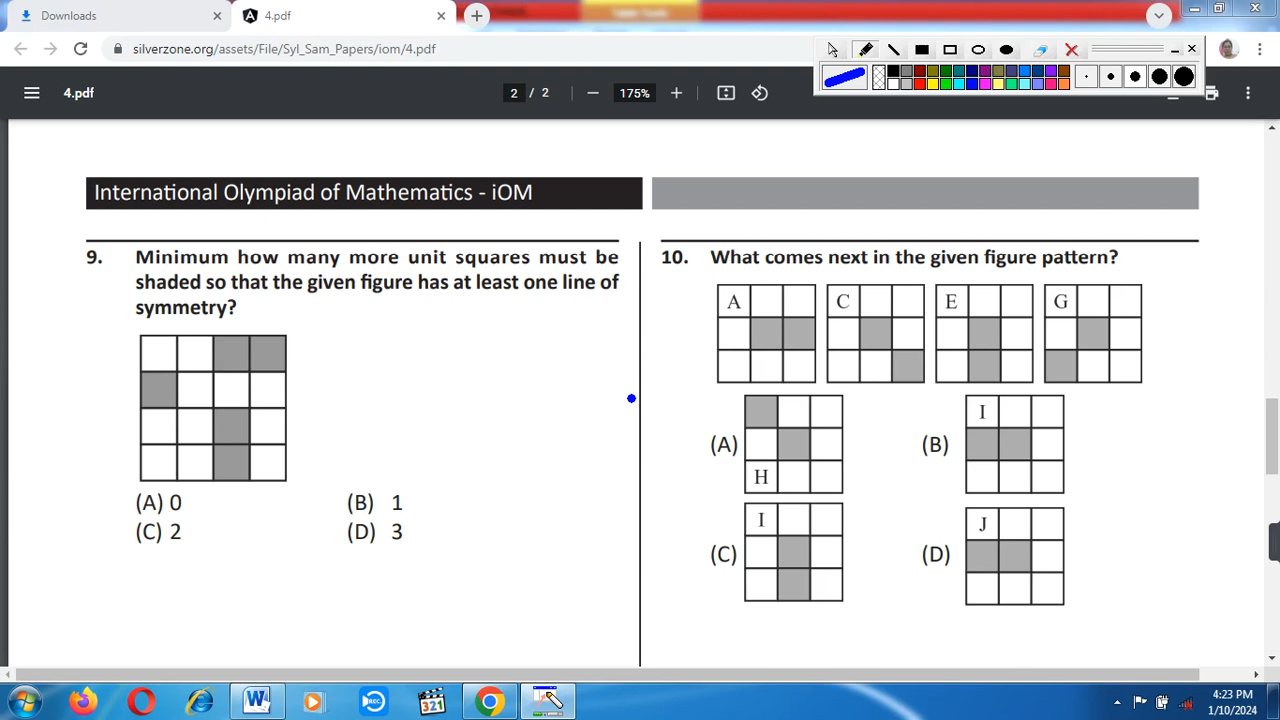 Downloads
4.pdf
silverzone.org/assets/File/Syl_Sam_Papers/iom/4.pdf
4.pdf
2 / 2
175%
International Olympiad of Mathematics - iOM
9. Minimum how many more unit squares must be
shaded so that the given figure has at least one line of
symmetry?
(A) 0
(B) 1
(C) 2
(D) 3
10. What comes next in the given figure pattern?
A
C
E
G
(A)
H
(B)
I
(C)
I
(D)
J
321
REC
4:23 PM
1/10/2024